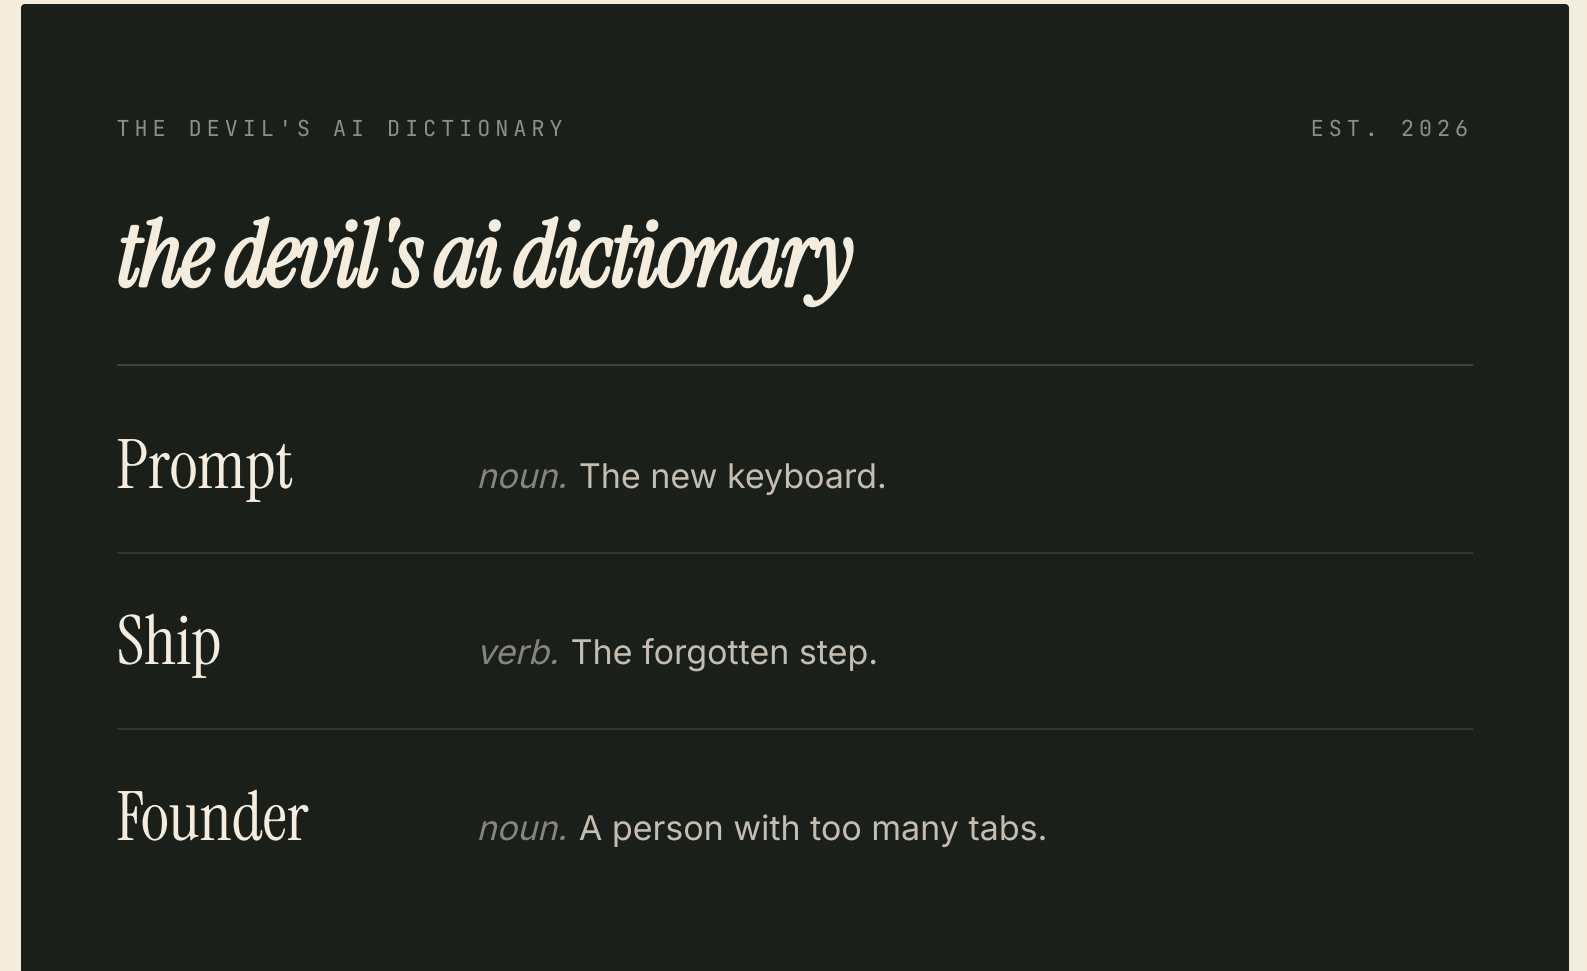 THE DEVIL'S AI DICTIONARY
EST. 2026
the devil's ai dictionary
Prompt
noun. The new keyboard.
Ship
verb. The forgotten step.
Founder
noun. A person with too many tabs.